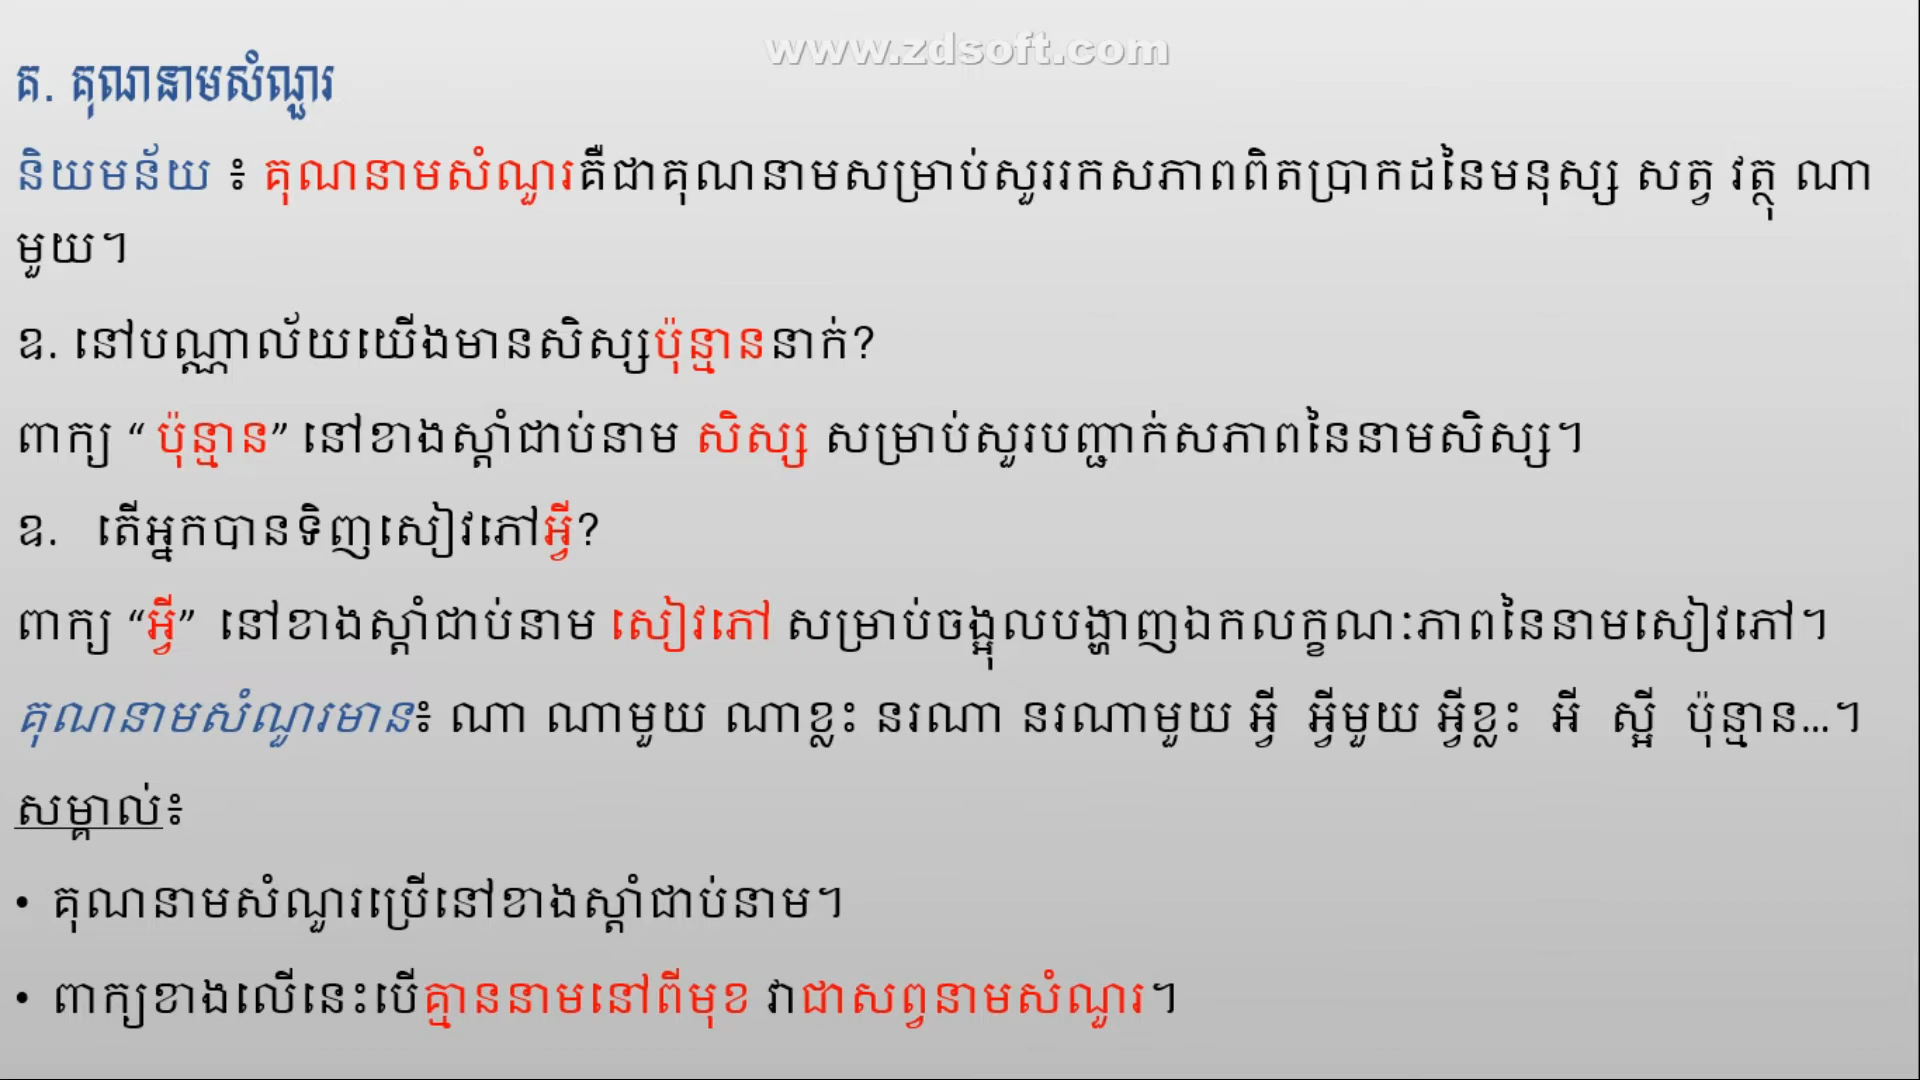 www.zdsoft.com
គ. គុណនាមសំណួរ
និយមន័យ ៖ គុណនាមសំណួរគឺជាគុណនាមសម្រាប់សួររកសភាពពិតប្រាកដនៃមនុស្ស សត្វ វត្ថុ ណា
មួយ។
ឧ. នៅបណ្ណាល័យយើងមានសិស្សប៉ុន្មាននាក់?
ពាក្យ “ ប៉ុន្មាន” នៅខាងស្ដាំជាប់នាម សិស្ស សម្រាប់សួរបញ្ជាក់សភាពនៃនាមសិស្ស។
ឧ. តើអ្នកបានទិញសៀវភៅអ្វី?
ពាក្យ “អ្វី” នៅខាងស្ដាំជាប់នាម សៀវភៅ សម្រាប់ចង្អុលបង្ហាញឯកលក្ខណៈភាពនៃនាមសៀវភៅ។
គុណនាមសំណួរមាន៖ ណា ណាមួយ ណាខ្លះ នរណា នរណាមួយ អ្វី អ្វីមួយ អ្វីខ្លះ អី ស្អី ប៉ុន្មាន...។
សម្គាល់៖
• គុណនាមសំណួរប្រើនៅខាងស្ដាំជាប់នាម។
• ពាក្យខាងលើនេះបើគ្មាននាមនៅពីមុខ វាជាសព្វនាមសំណួរ។